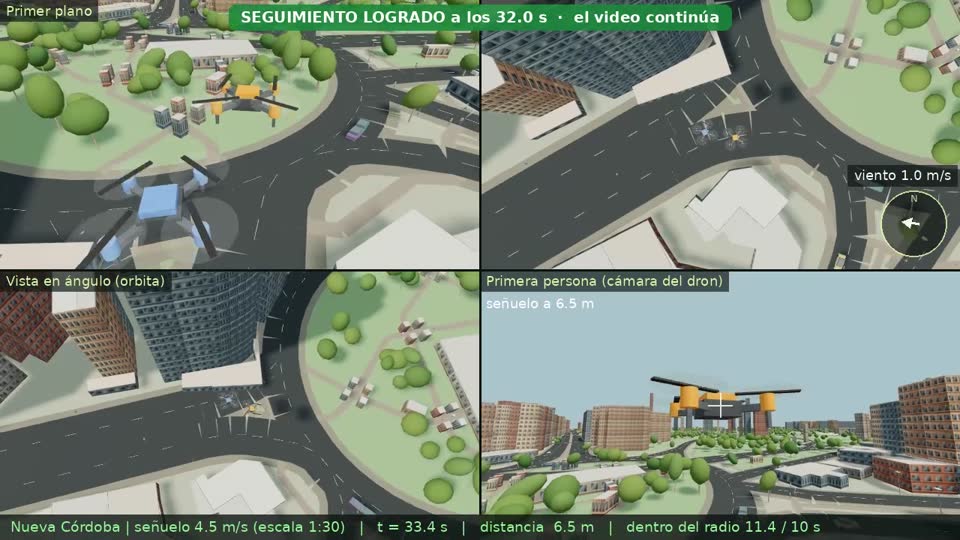 SEGUIMIENTO LOGRADO a los 32.0 s · el video continúa
Primer plano
viento 1.0 m/s
N
Vista en ángulo (orbita)
Primera persona (cámara del dron)
señuelo a 6.5 m
Nueva Córdoba | señuelo 4.5 m/s (escala 1:30) | t = 33.4 s | distancia 6.5 m | dentro del radio 11.4 / 10 s